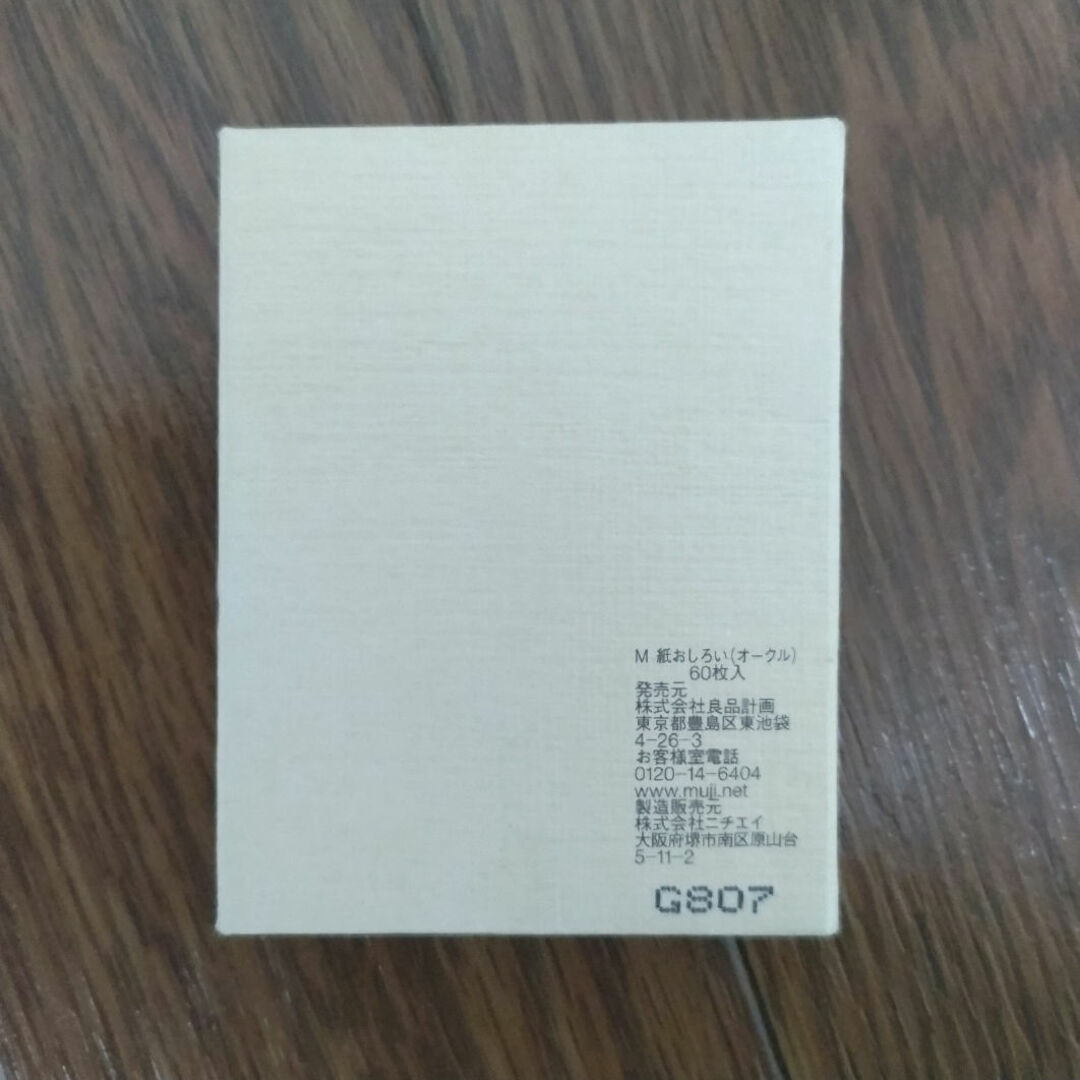 M 紙おしろい(オークル)
60枚入
発売元
株式会社良品計画
東京都豊島区東池袋
4-26-3
お客様室電話
0120-14-6404
www.muji.net
製造販売元
株式会社ニチエイ
大阪府堺市南区原山台
5-11-2
G807